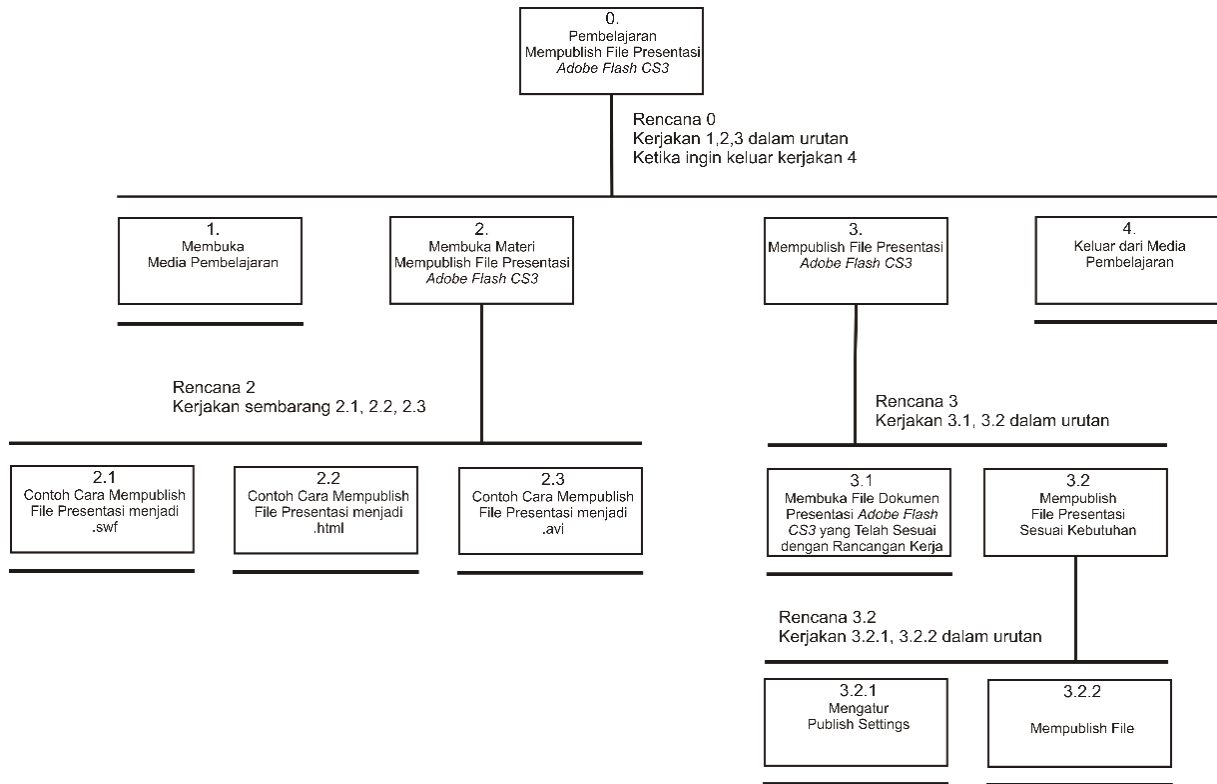 0.
Pembelajaran
Mempublish File Presentasi
Adobe Flash CS3
Rencana 0
Kerjakan 1,2,3 dalam urutan
Ketika ingin keluar kerjakan 4
1.
Membuka
Media Pembelajaran
2.
Membuka Materi
Mempublish File Presentasi
Adobe Flash CS3
3.
Mempublish File Presentasi
Adobe Flash CS3
4.
Keluar dari Media
Pembelajaran
Rencana 2
Kerjakan sembarang 2.1, 2.2, 2.3
Rencana 3
Kerjakan 3.1, 3.2 dalam urutan
2.1
Contoh Cara Mempublish
File Presentasi menjadi
.swf
2.2
Contoh Cara Mempublish
File Presentasi menjadi
.html
2.3
Contoh Cara Mempublish
File Presentasi menjadi
.avi
3.1
Membuka File Dokumen
Presentasi Adobe Flash
CS3 yang Telah Sesuai
dengan Rancangan Kerja
3.2
Mempublish
File Presentasi
Sesuai Kebutuhan
Rencana 3.2
Kerjakan 3.2.1, 3.2.2 dalam urutan
3.2.1
Mengatur
Publish Settings
3.2.2
Mempublish File